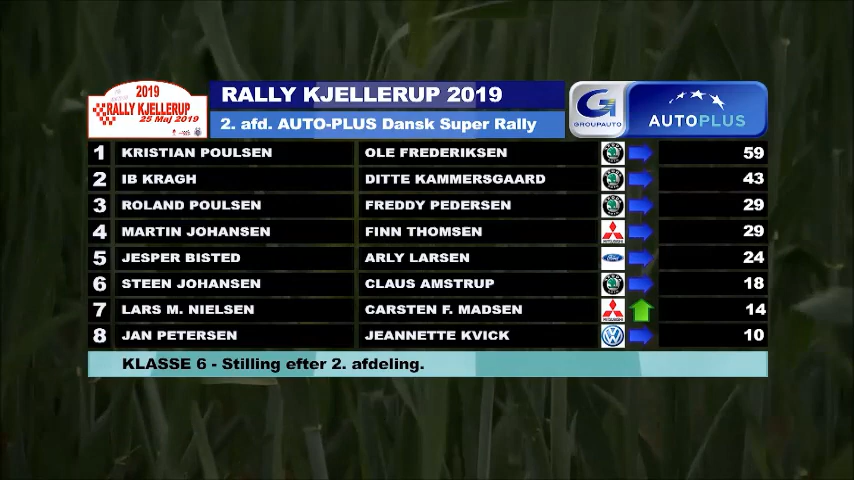 2019
RALLY KJELLERUP
25 Maj 2019
RALLY KJELLERUP 2019
2. afd. AUTO-PLUS Dansk Super Rally
G
GROUPAUTO
AUTOPLUS
1 KRISTIAN POULSEN OLE FREDERIKSEN 59
2 IB KRAGH DITTE KAMMERSGAARD 43
3 ROLAND POULSEN FREDDY PEDERSEN 29
4 MARTIN JOHANSEN FINN THOMSEN MITSUBISHI 29
5 JESPER BISTED ARLY LARSEN Ford 24
6 STEEN JOHANSEN CLAUS AMSTRUP 18
7 LARS M. NIELSEN CARSTEN F. MADSEN MITSUBISHI 14
8 JAN PETERSEN JEANNETTE KVICK 10
KLASSE 6 - Stilling efter 2. afdeling.